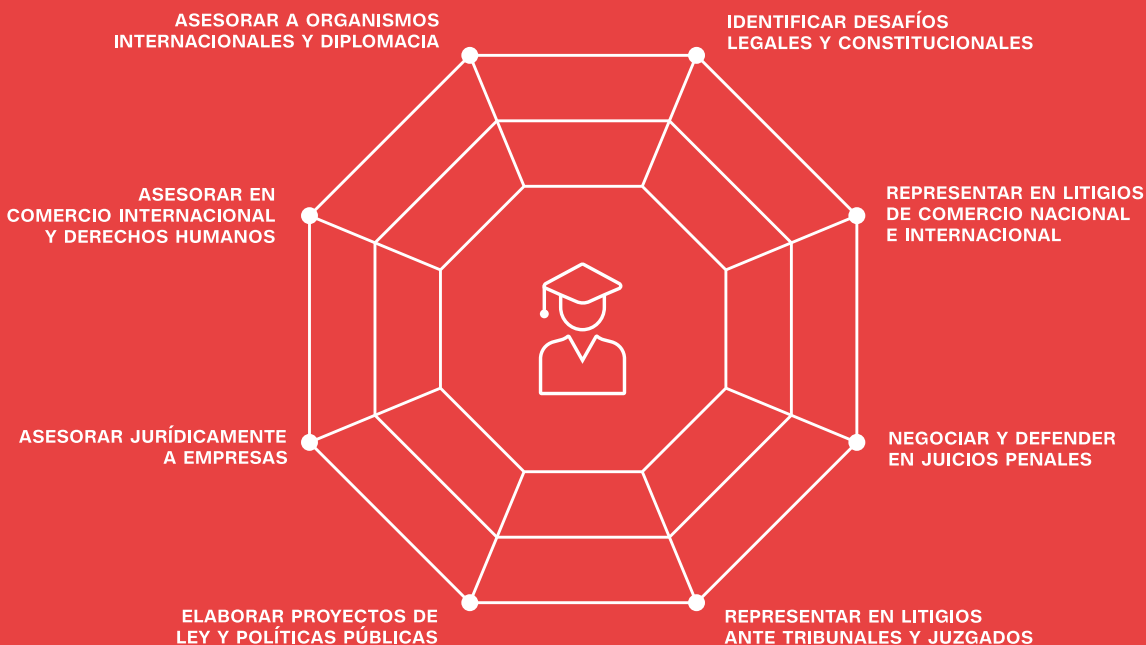 ASESORAR A ORGANISMOS
INTERNACIONALES Y DIPLOMACIA
IDENTIFICAR DESAFÍOS
LEGALES Y CONSTITUCIONALES
ASESORAR EN
COMERCIO INTERNACIONAL
Y DERECHOS HUMANOS
REPRESENTAR EN LITIGIOS
DE COMERCIO NACIONAL
E INTERNACIONAL
ASESORAR JURÍDICAMENTE
A EMPRESAS
NEGOCIAR Y DEFENDER
EN JUICIOS PENALES
ELABORAR PROYECTOS DE
LEY Y POLÍTICAS PÚBLICAS
REPRESENTAR EN LITIGIOS
ANTE TRIBUNALES Y JUZGADOS